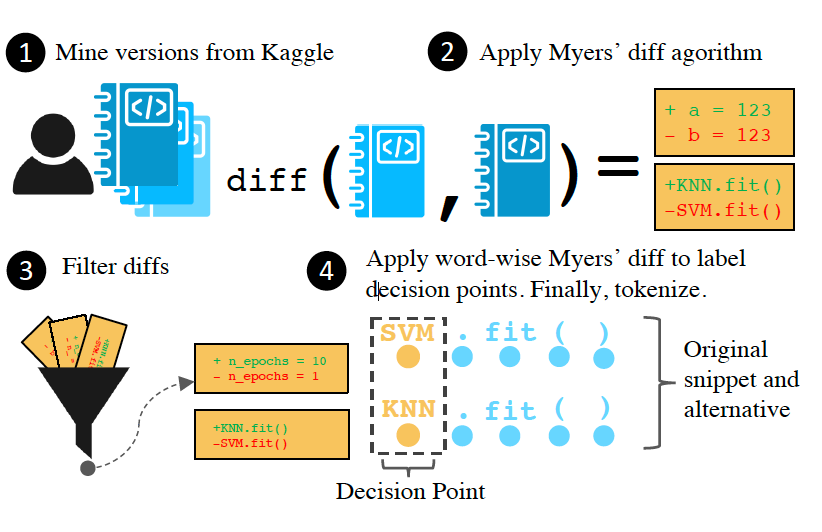 1 Mine versions from Kaggle
2 Apply Myers' diff agorithm
</>
</>
</>
diff( , ) =
+ a = 123
- b = 123
+KNN.fit()
-SVM.fit()
3 Filter diffs
4 Apply word-wise Myers' diff to label
decision points. Finally, tokenize.
+ n_epochs = 10
- n_epochs = 1
+KNN.fit()
-SVM.fit()
SVM . fit ( )
KNN . fit ( )
Original
snippet and
alternative
Decision Point